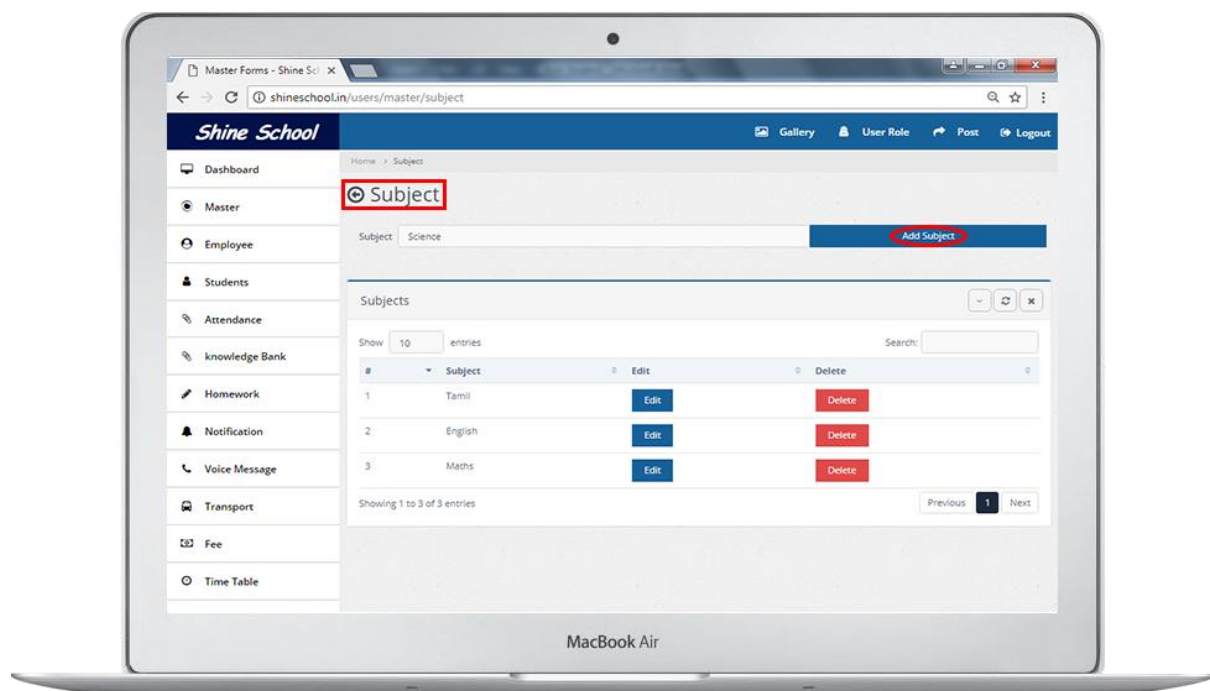 Master Forms - Shine Sc
shineschool.in/users/master/subject
Shine School
Gallery User Role Post Logout
Dashboard
Master
Employee
Students
Attendance
knowledge Bank
Homework
Notification
Voice Message
Transport
Fee
Time Table
Home > Subject
Subject
Subject Science Add Subject
Subjects
Show 10 entries Search:
# Subject Edit Delete
1 Tamil Edit Delete
2 English Edit Delete
3 Maths Edit Delete
Showing 1 to 3 of 3 entries Previous 1 Next
MacBook Air